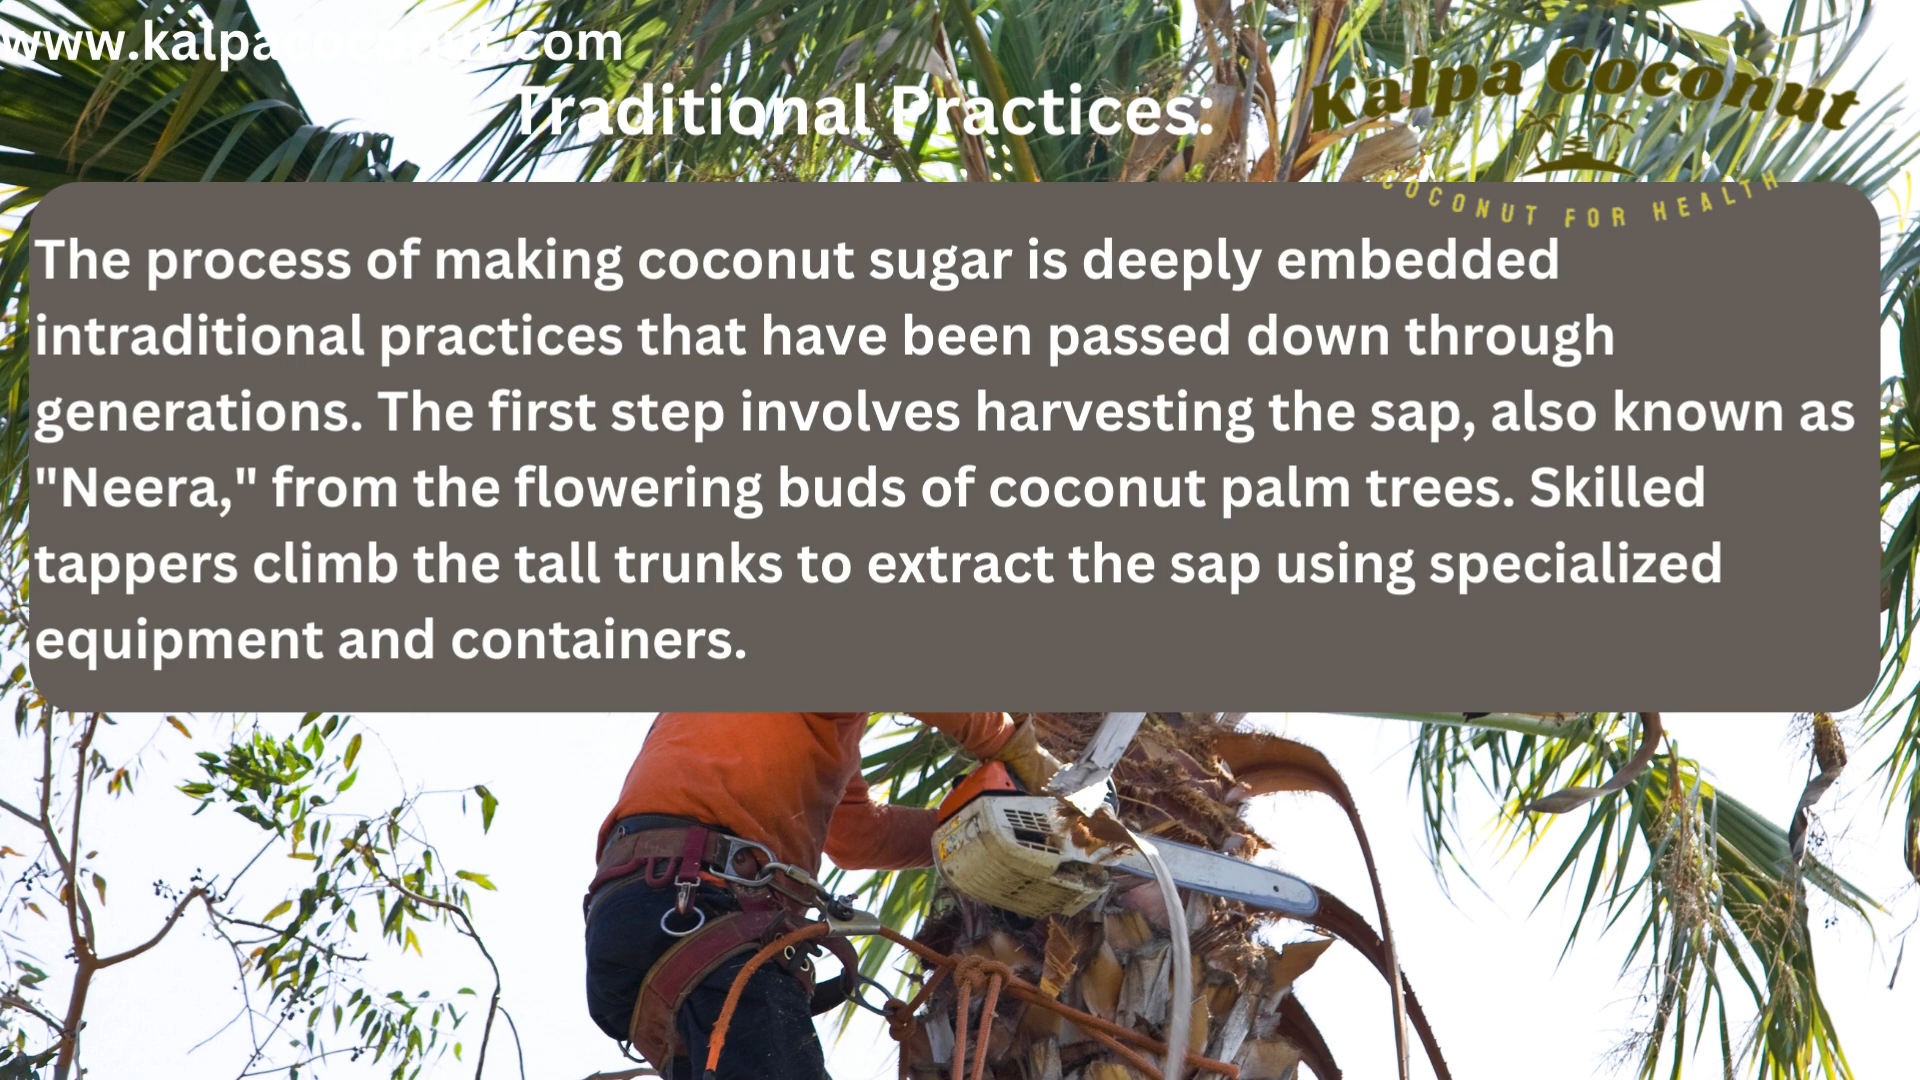 www.kalpacoconut.com
Traditional Practices:
Kalpa Coconut
COCONUT FOR HEALTH
The process of making coconut sugar is deeply embedded
intraditional practices that have been passed down through
generations. The first step involves harvesting the sap, also known as
"Neera," from the flowering buds of coconut palm trees. Skilled
tappers climb the tall trunks to extract the sap using specialized
equipment and containers.